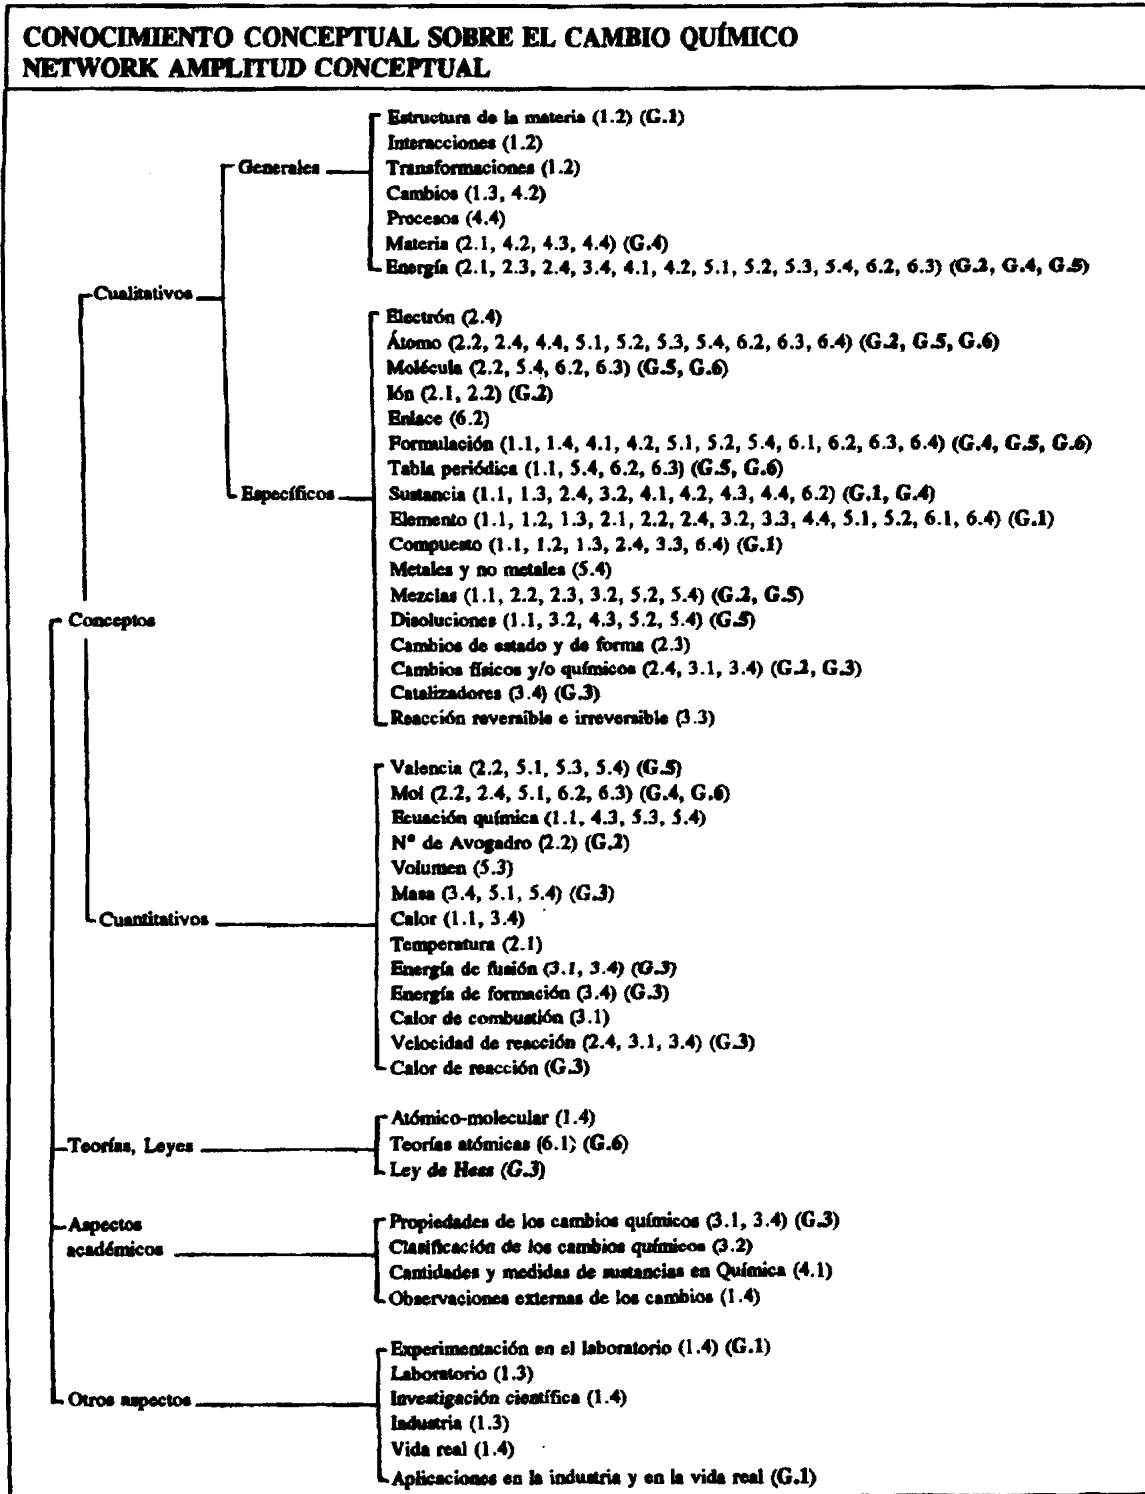 CONOCIMIENTO CONCEPTUAL SOBRE EL CAMBIO QUÍMICO
NETWORK AMPLITUD CONCEPTUAL
Conceptos
Cualitativos
Generales
Estructura de la materia (1.2) (G.1)
Interacciones (1.2)
Transformaciones (1.2)
Cambios (1.3, 4.2)
Procesos (4.4)
Materia (2.1, 4.2, 4.3, 4.4) (G.4)
Energía (2.1, 2.3, 2.4, 3.4, 4.1, 4.2, 5.1, 5.2, 5.3, 5.4, 6.2, 6.3) (G.2, G.4, G.5)
Específicos
Electrón (2.4)
Átomo (2.2, 2.4, 4.4, 5.1, 5.2, 5.3, 5.4, 6.2, 6.3, 6.4) (G.2, G.5, G.6)
Molécula (2.2, 5.4, 6.2, 6.3) (G.5, G.6)
Ión (2.1, 2.2) (G.2)
Enlace (6.2)
Formulación (1.1, 1.4, 4.1, 4.2, 5.1, 5.2, 5.4, 6.1, 6.2, 6.3, 6.4) (G.4, G.5, G.6)
Tabla periódica (1.1, 5.4, 6.2, 6.3) (G.5, G.6)
Sustancia (1.1, 1.3, 2.4, 3.2, 4.1, 4.2, 4.3, 4.4, 6.2) (G.1, G.4)
Elemento (1.1, 1.2, 1.3, 2.1, 2.2, 2.4, 3.2, 3.3, 4.4, 5.1, 5.2, 6.1, 6.4) (G.1)
Compuesto (1.1, 1.2, 1.3, 2.4, 3.3, 6.4) (G.1)
Metales y no metales (5.4)
Mezclas (1.1, 2.2, 2.3, 3.2, 5.2, 5.4) (G.2, G.5)
Disoluciones (1.1, 3.2, 4.3, 5.2, 5.4) (G.5)
Cambios de estado y de forma (2.3)
Cambios físicos y/o químicos (2.4, 3.1, 3.4) (G.2, G.3)
Catalizadores (3.4) (G.3)
Reacción reversible e irreversible (3.3)
Cuantitativos
Valencia (2.2, 5.1, 5.3, 5.4) (G.5)
Mol (2.2, 2.4, 5.1, 6.2, 6.3) (G.4, G.6)
Ecuación química (1.1, 4.3, 5.3, 5.4)
Nº de Avogadro (2.2) (G.2)
Volumen (5.3)
Masa (3.4, 5.1, 5.4) (G.3)
Calor (1.1, 3.4)
Temperatura (2.1)
Energía de fusión (3.1, 3.4) (G.3)
Energía de formación (3.4) (G.3)
Calor de combustión (3.1)
Velocidad de reacción (2.4, 3.1, 3.4) (G.3)
Calor de reacción (G.3)
Teorías, Leyes
Atómico-molecular (1.4)
Teorías atómicas (6.1) (G.6)
Ley de Hess (G.3)
Aspectos
académicos
Propiedades de los cambios químicos (3.1, 3.4) (G.3)
Clasificación de los cambios químicos (3.2)
Cantidades y medidas de sustancias en Química (4.1)
Observaciones externas de los cambios (1.4)
Otros aspectos
Experimentación en el laboratorio (1.4) (G.1)
Laboratorio (1.3)
Investigación científica (1.4)
Industria (1.3)
Vida real (1.4)
Aplicaciones en la industria y en la vida real (G.1)